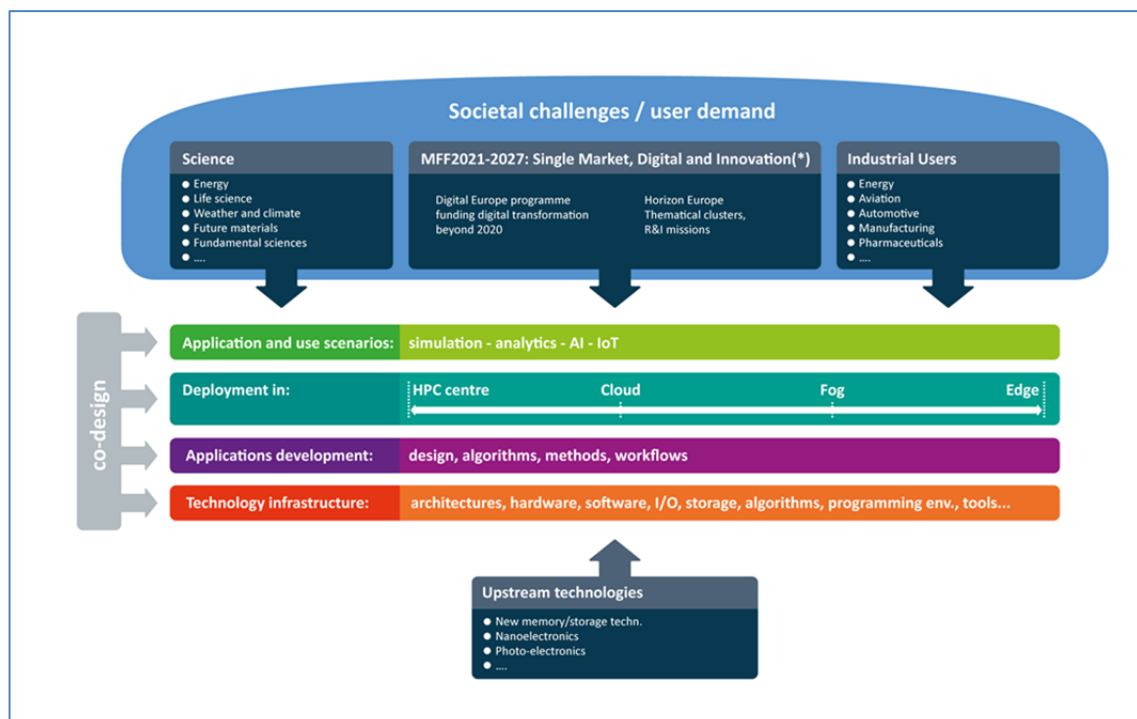 Societal challenges / user demand
Science
● Energy
● Life science
● Weather and climate
● Future materials
● Fundamental sciences
● ....
MFF2021-2027: Single Market, Digital and Innovation(*)
Digital Europe programme
funding digital transformation
beyond 2020
Horizon Europe
Thematical clusters,
R&I missions
Industrial Users
● Energy
● Aviation
● Automotive
● Manufacturing
● Pharmaceuticals
● ....
co-design
Application and use scenarios: simulation - analytics - AI - IoT
Deployment in: HPC centre Cloud Fog Edge
Applications development: design, algorithms, methods, workflows
Technology infrastructure: architectures, hardware, software, I/O, storage, algorithms, programming env., tools...
Upstream technologies
● New memory/storage techn.
● Nanoelectronics
● Photo-electronics
● ....